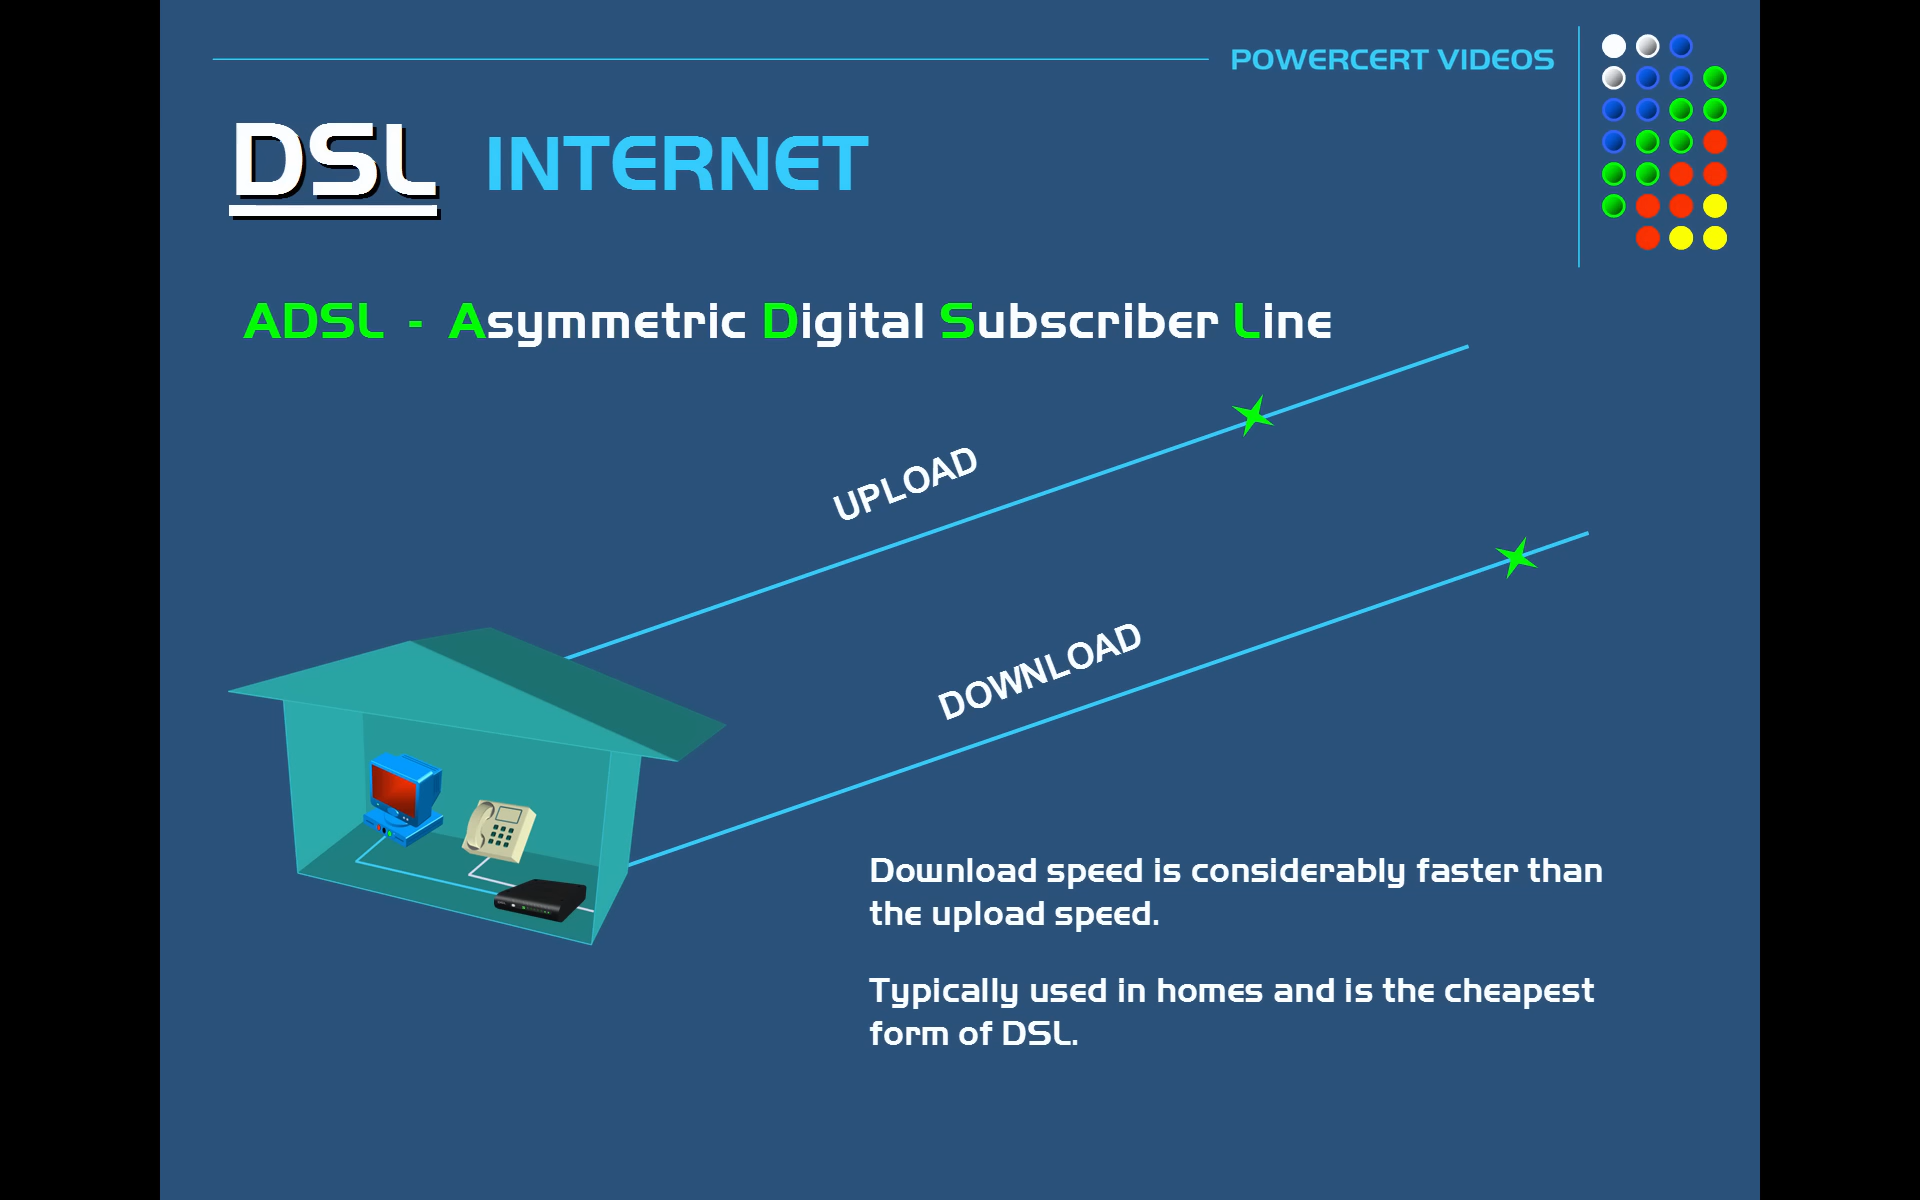 POWERCERT VIDEOS
DSL INTERNET
ADSL - Asymmetric Digital Subscriber Line
UPLOAD
DOWNLOAD
Download speed is considerably faster than
the upload speed.
Typically used in homes and is the cheapest
form of DSL.